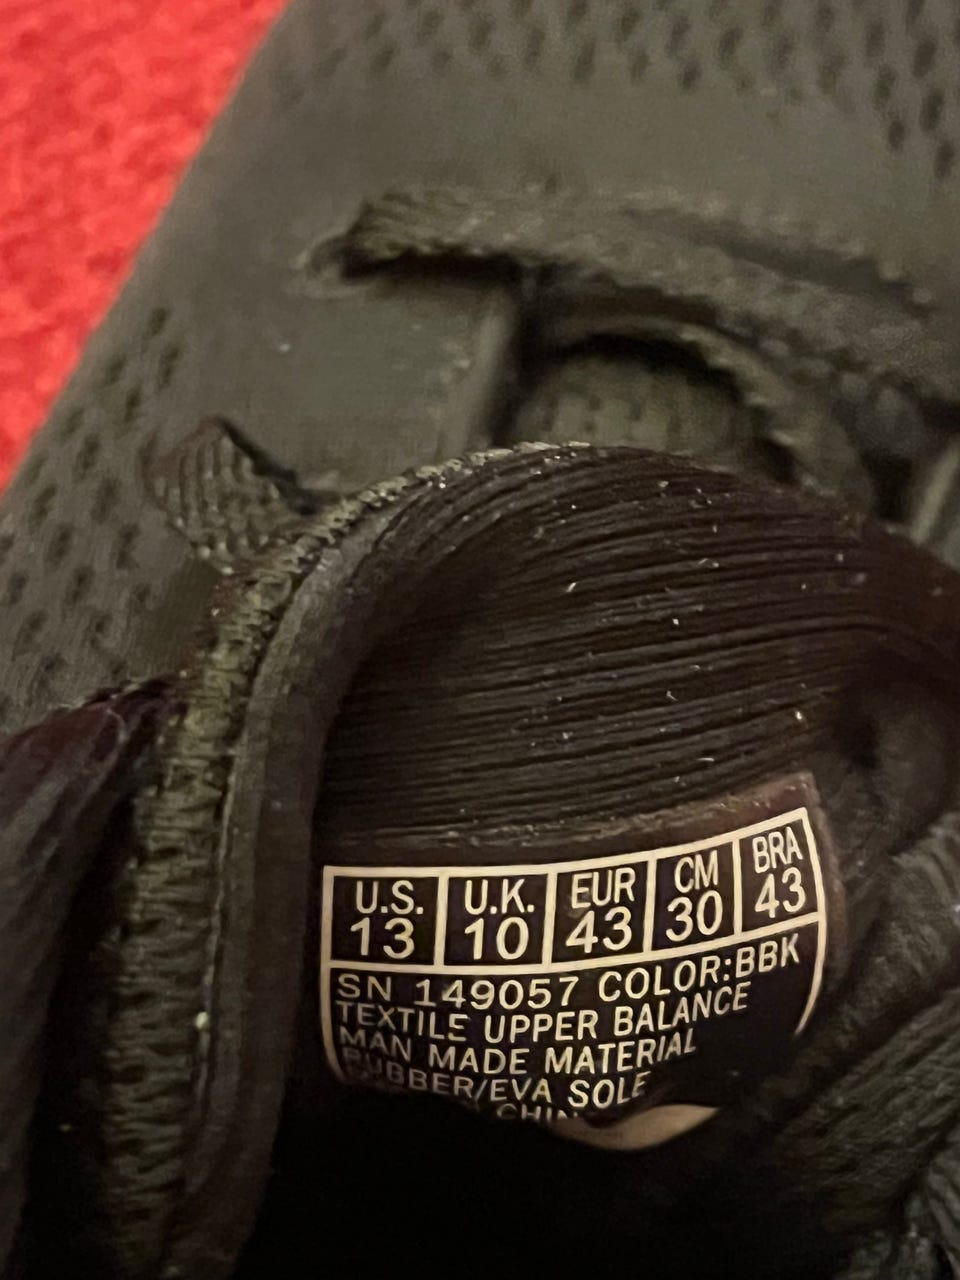 U.S. U.K. EUR CM BRA
13 10 43 30 43
SN 149057 COLOR:BBK
TEXTILE UPPER BALANCE
MAN MADE MATERIAL
RUBBER/EVA SOLE